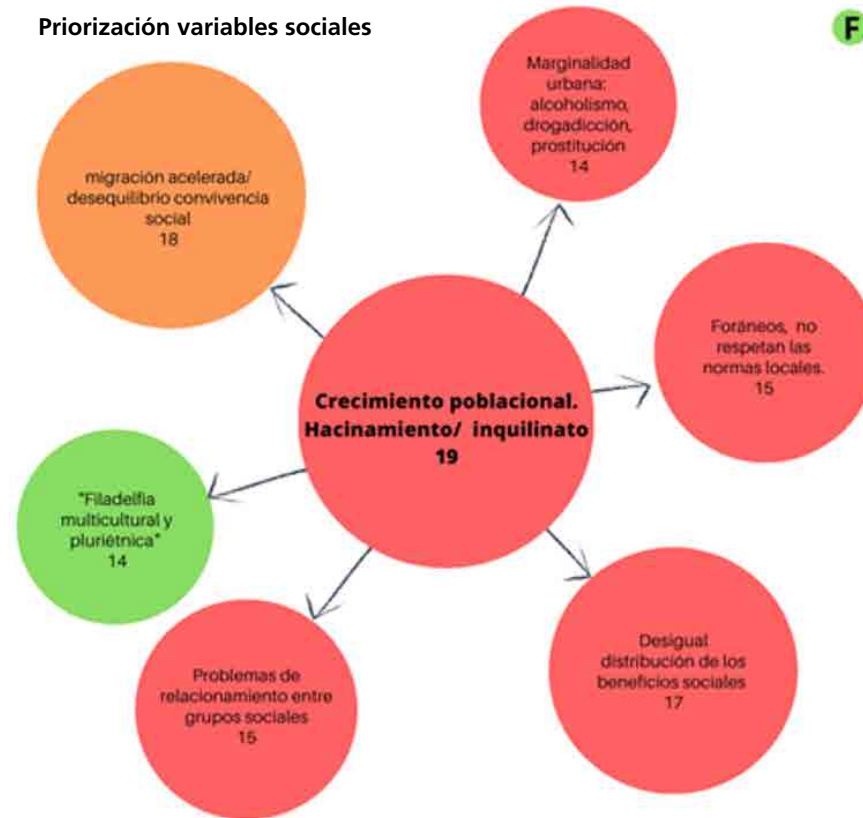 Priorización variables sociales
F
Marginalidad
urbana:
alcoholismo,
drogadicción,
prostitución
14
migración acelerada/
desequilibrio convivencia
social
18
Foráneos, no
respetan las
normas locales.
15
Crecimiento poblacional.
Hacinamiento/ inquilinato
19
"Filadelfia
multicultural y
pluriétnica"
14
Desigual
distribución de los
beneficios sociales
17
Problemas de
relacionamiento entre
grupos sociales
15